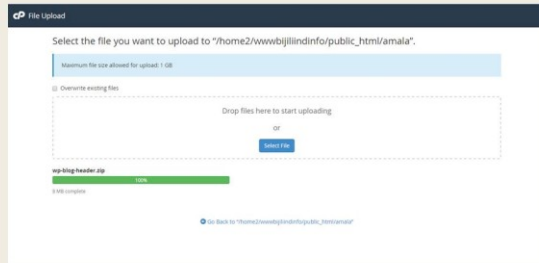 cP File Upload
Select the file you want to upload to "/home2/wwwbijiliindinfo/public_html/amala".
Maximum file size allowed for upload: 1 GB
Overwrite existing files
Drop files here to start uploading
or
Select File
wp-blog-header.zip
100%
8 MB complete
Go Back to "/home2/wwwbijiliindinfo/public_html/amala"